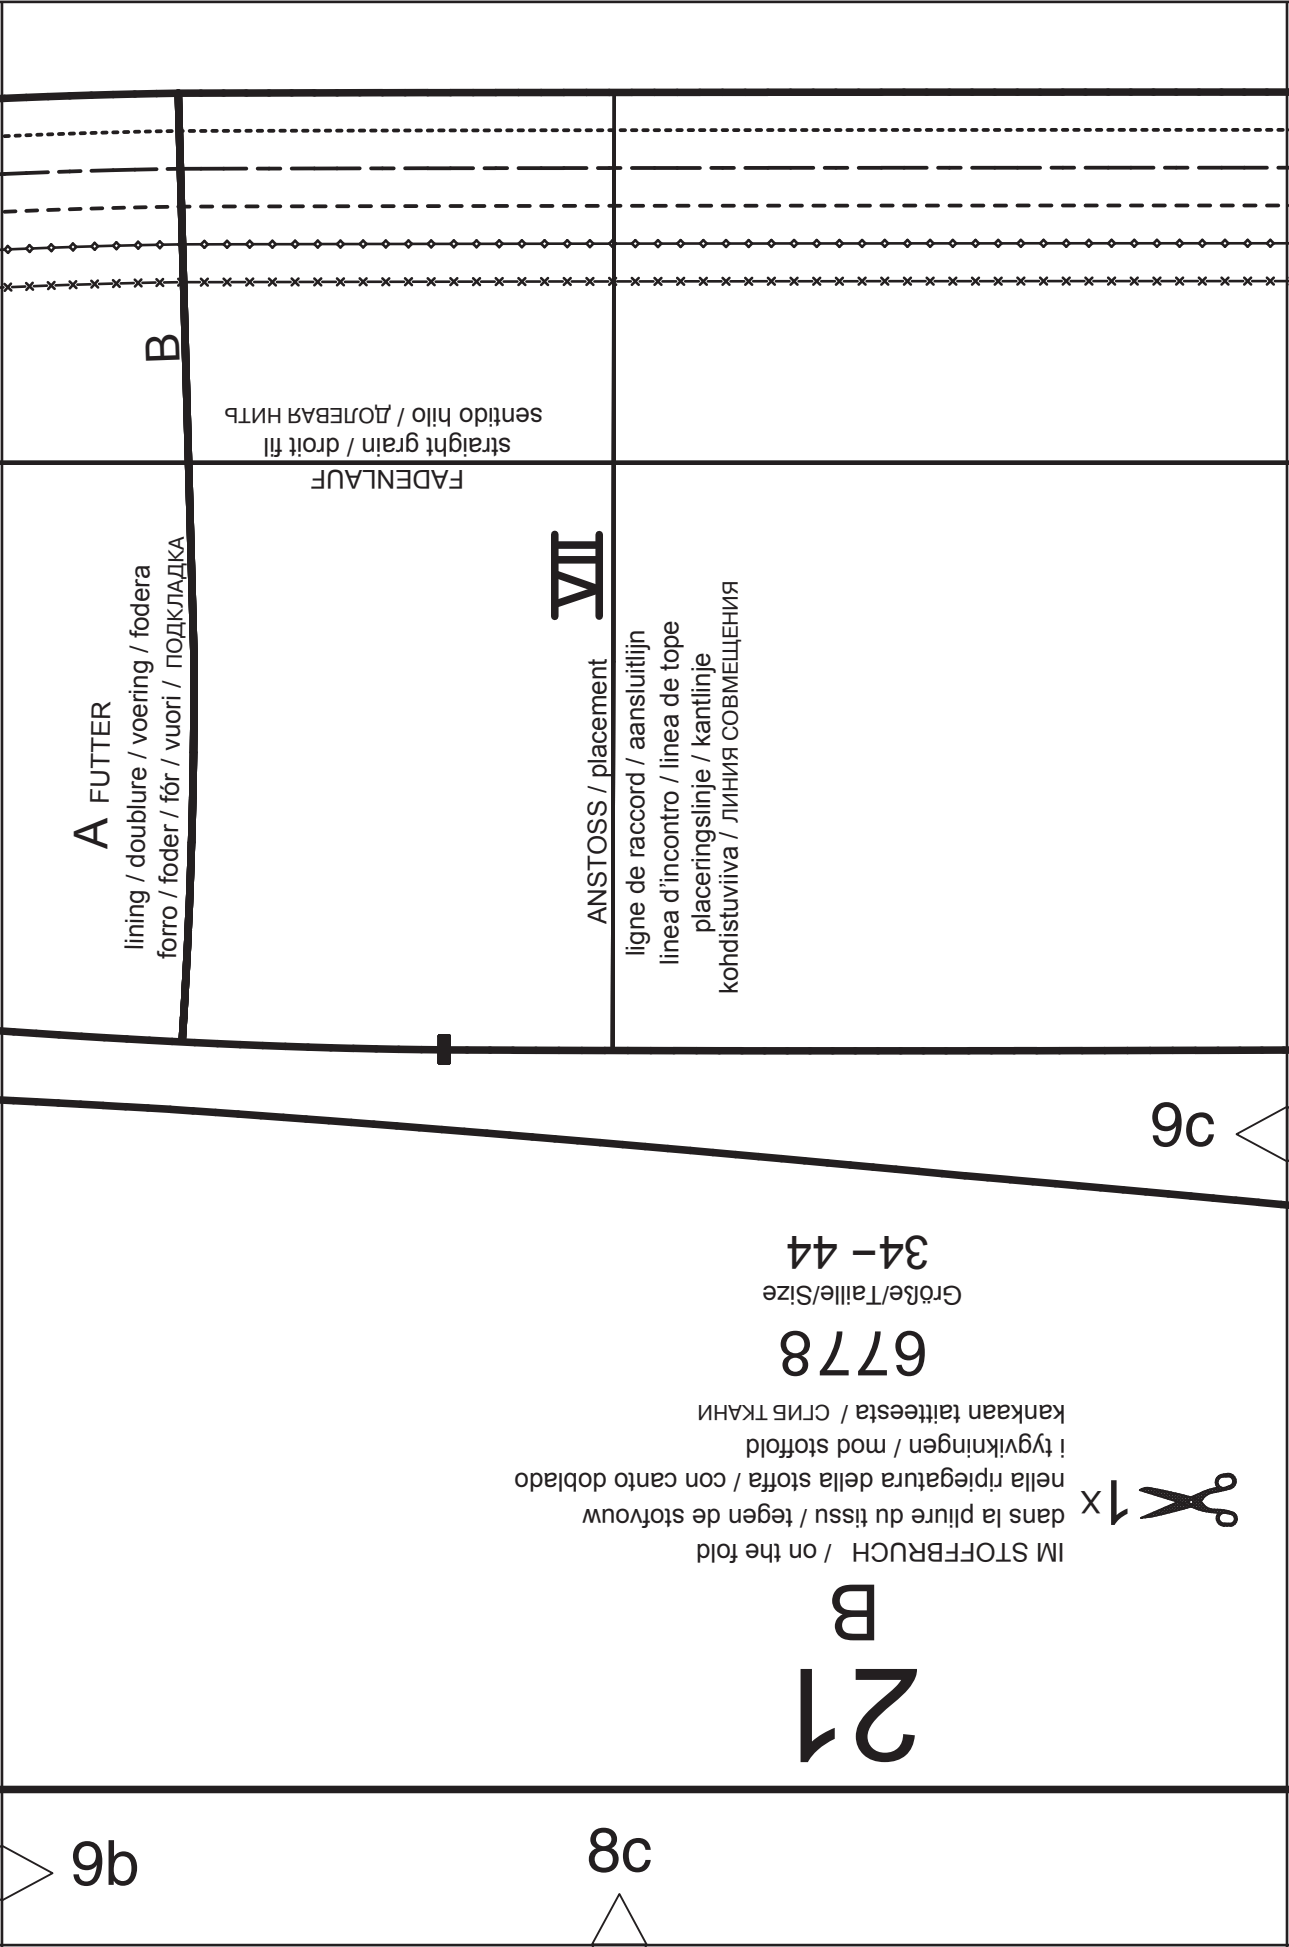 B
FADENLAUF
straight grain / droit fil
sentido hilo / ДОЛЕВАЯ НИТЬ
A FUTTER
lining / doublure / voering / fodera
forro / foder / fór / vuori / ПОДКЛАДКА
VII
ANSTOSS / placement
ligne de raccord / aansluitlijn
linea d'incontro / linea de tope
placeringslinje / kantlinje
kohdistuviiva / ЛИНИЯ СОВМЕЩЕНИЯ
9c
21
B
IM STOFFBRUCH / on the fold
dans la pliure du tissu / tegen de stofvouw
nella ripiegatura della stoffa / con canto doblado
i tygvikningen / mod stoffold
kankaan taitteesta / СГИБ ТКАНИ
1x
6778
Größe/Taille/Size
34– 44
9b
8c